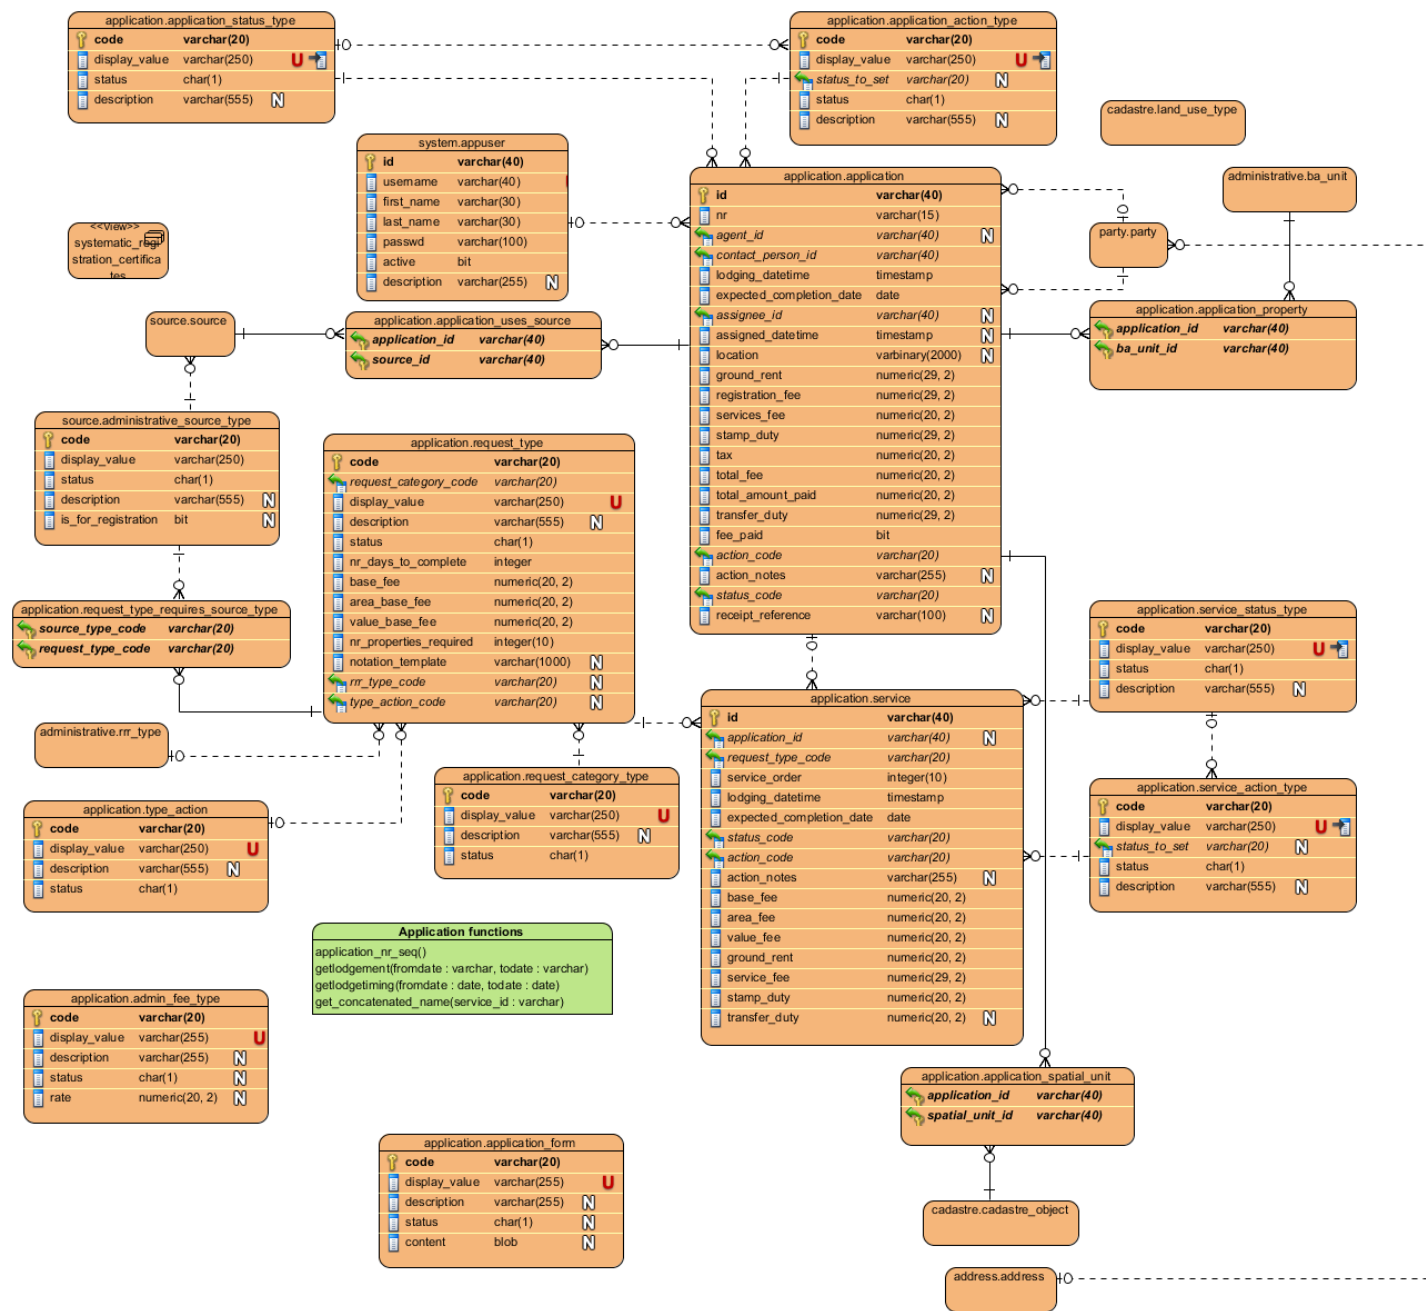 application.application_status_type
code varchar(20)
display_value varchar(250) U
status char(1)
description varchar(555) N
application.application_action_type
code varchar(20)
display_value varchar(250) U
status_to_set varchar(20) N
status char(1)
description varchar(555) N
cadastre.land_use_type
system.appuser
id varchar(40)
username varchar(40)
first_name varchar(30)
last_name varchar(30)
passwd varchar(100)
active bit
description varchar(255) N
application.application
id varchar(40)
nr varchar(15)
agent_id varchar(40) N
contact_person_id varchar(40)
lodging_datetime timestamp
expected_completion_date date
assignee_id varchar(40) N
assigned_datetime timestamp N
location varbinary(2000) N
ground_rent numeric(29, 2)
registration_fee numeric(29, 2)
services_fee numeric(20, 2)
stamp_duty numeric(29, 2)
tax numeric(20, 2)
total_fee numeric(20, 2)
total_amount_paid numeric(20, 2)
transfer_duty numeric(29, 2)
fee_paid bit
action_code varchar(20)
action_notes varchar(255) N
status_code varchar(20)
receipt_reference varchar(100) N
administrative.ba_unit
party.party
<<View>>
systematic_regi
stration_certifica
tes
source.source
application.application_uses_source
application_id varchar(40)
source_id varchar(40)
application.application_property
application_id varchar(40)
ba_unit_id varchar(40)
source.administrative_source_type
code varchar(20)
display_value varchar(250)
status char(1)
description varchar(555) N
is_for_registration bit N
application.request_type
code varchar(20)
request_category_code varchar(20)
display_value varchar(250) U
description varchar(555) N
status char(1)
nr_days_to_complete integer
base_fee numeric(20, 2)
area_base_fee numeric(20, 2)
value_base_fee numeric(20, 2)
nr_properties_required integer(10)
notation_template varchar(1000) N
rrr_type_code varchar(20) N
type_action_code varchar(20) N
application.request_type_requires_source_type
source_type_code varchar(20)
request_type_code varchar(20)
application.service_status_type
code varchar(20)
display_value varchar(250) U
status char(1)
description varchar(555) N
administrative.rrr_type
application.service
id varchar(40)
application_id varchar(40) N
request_type_code varchar(20)
service_order integer(10)
lodging_datetime timestamp
expected_completion_date date
status_code varchar(20)
action_code varchar(20)
action_notes varchar(255) N
base_fee numeric(20, 2)
area_fee numeric(20, 2)
value_fee numeric(20, 2)
ground_rent numeric(20, 2)
service_fee numeric(29, 2)
stamp_duty numeric(20, 2)
transfer_duty numeric(20, 2) N
application.request_category_type
code varchar(20)
display_value varchar(250) U
description varchar(555) N
status char(1)
application.service_action_type
code varchar(20)
display_value varchar(250) U
status_to_set varchar(20) N
status char(1)
description varchar(555) N
application.type_action
code varchar(20)
display_value varchar(250) U
description varchar(555) N
status char(1)
Application functions
application_nr_seq()
getlodgement(fromdate : varchar, todate : varchar)
getlodgetiming(fromdate : date, todate : date)
get_concatenated_name(service_id : varchar)
application.admin_fee_type
code varchar(20)
display_value varchar(255) U
description varchar(255) N
status char(1) N
rate numeric(20, 2) N
application.application_spatial_unit
application_id varchar(40)
spatial_unit_id varchar(40)
application.application_form
code varchar(20)
display_value varchar(255) U
description varchar(255) N
status char(1) N
content blob N
cadastre.cadastre_object
address.address